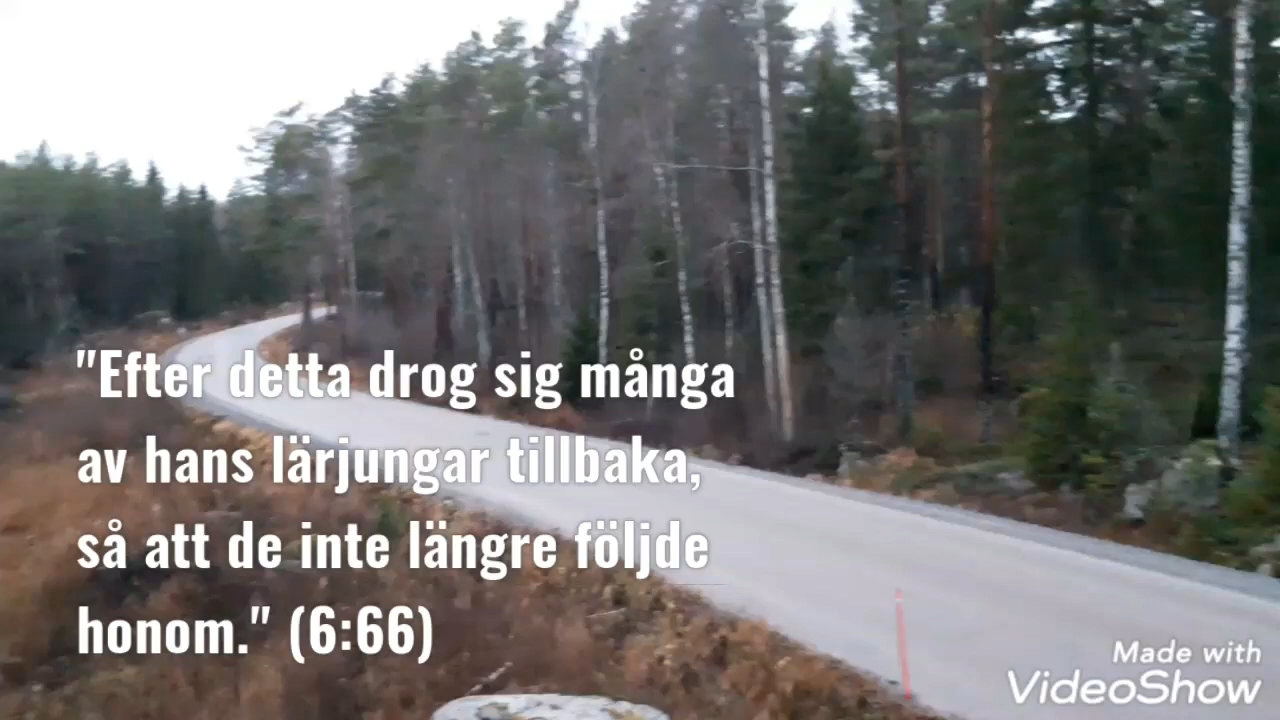 "Efter detta drog sig många
av hans lärjungar tillbaka,
så att de inte längre följde
honom." (6:66)
Made with
VideoShow